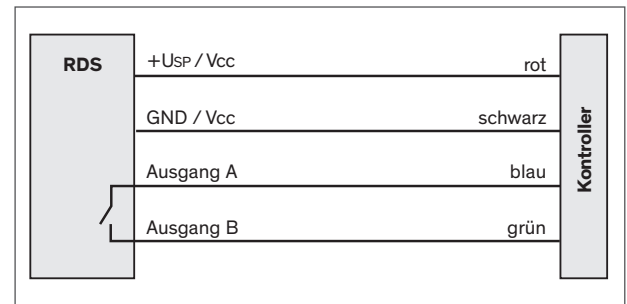 RDS
+USP / Vcc rot
GND / Vcc schwarz
Ausgang A blau
Ausgang B grün
Kontroller